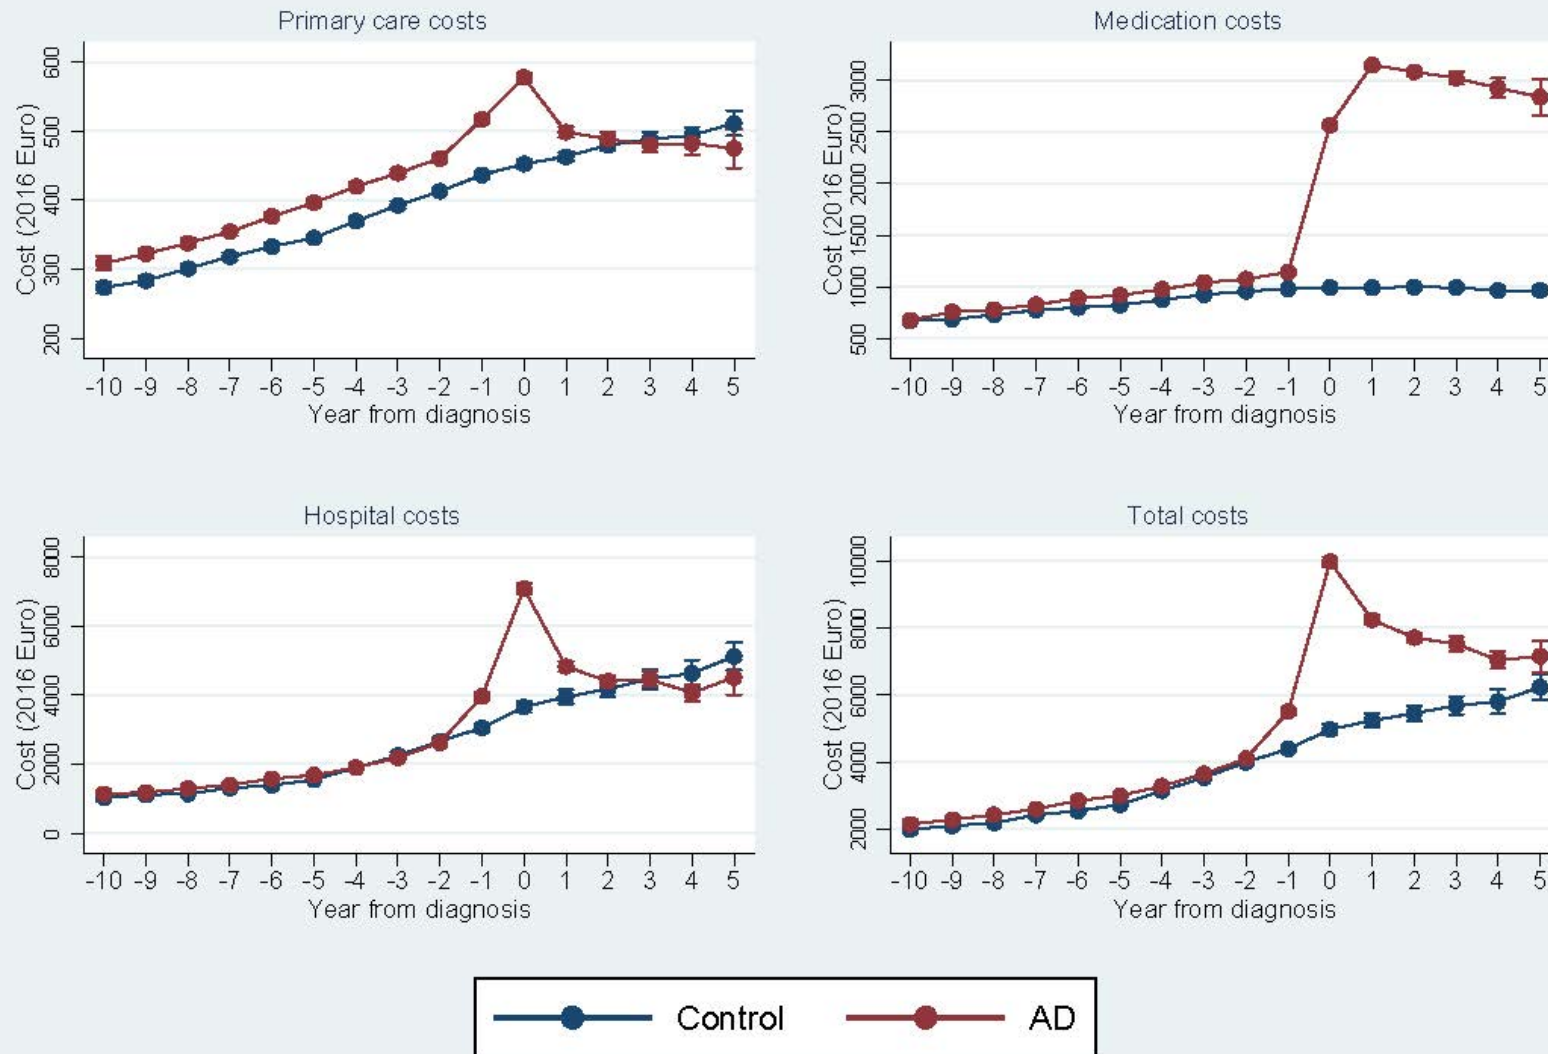 Primary care costs
Cost (2016 Euro)
600
500
400
300
200
-10 -9 -8 -7 -6 -5 -4 -3 -2 -1 0 1 2 3 4 5
Year from diagnosis
Medication costs
Cost (2016 Euro)
3000
2500
2000
1500
1000
500
-10 -9 -8 -7 -6 -5 -4 -3 -2 -1 0 1 2 3 4 5
Year from diagnosis
Hospital costs
Cost (2016 Euro)
8000
6000
4000
2000
0
-10 -9 -8 -7 -6 -5 -4 -3 -2 -1 0 1 2 3 4 5
Year from diagnosis
Total costs
Cost (2016 Euro)
10000
8000
6000
4000
2000
-10 -9 -8 -7 -6 -5 -4 -3 -2 -1 0 1 2 3 4 5
Year from diagnosis
Control AD